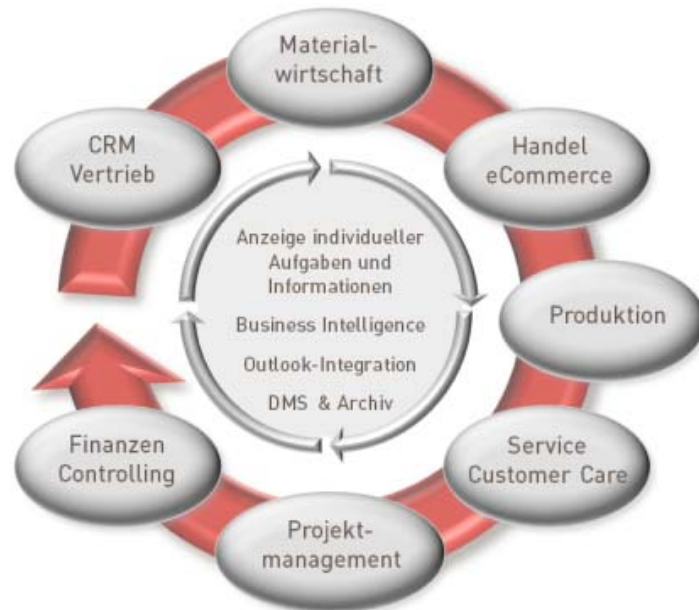 Material-
wirtschaft
CRM
Vertrieb
Handel
eCommerce
Anzeige individueller
Aufgaben und
Informationen
Business Intelligence
Outlook-Integration
DMS & Archiv
Produktion
Finanzen
Controlling
Service
Customer Care
Projekt-
management